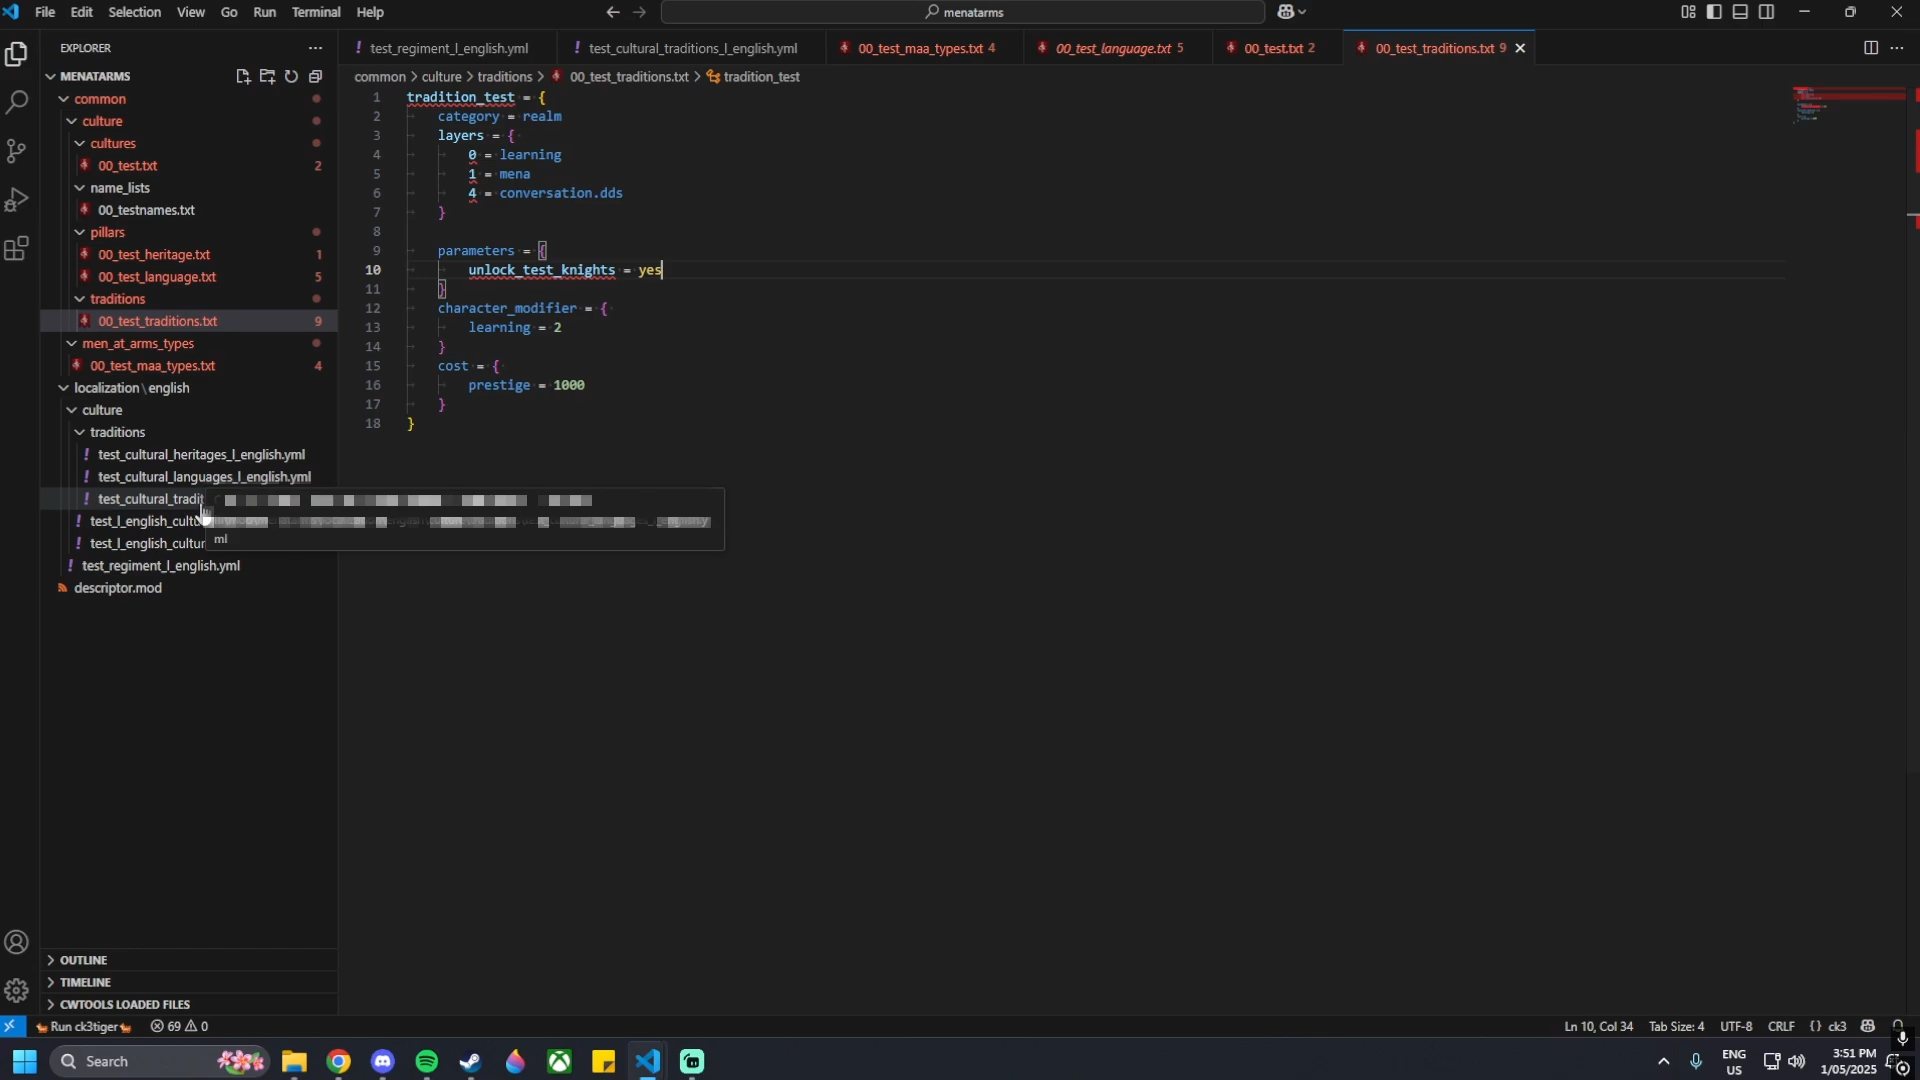 File Edit Selection View Go Run Terminal Help
menatarms
EXPLORER
MENATARMS
common
culture
cultures
00_test.txt 2
name_lists
00_testnames.txt
pillars
00_test_heritage.txt 1
00_test_language.txt 5
traditions
00_test_traditions.txt 9
men_at_arms_types
00_test_maa_types.txt 4
localization\english
culture
traditions
test_cultural_heritages_l_english.yml
test_cultural_languages_l_english.yml
test_cultural_tradit
test_l_english_cultu
test_l_english_cultur
test_regiment_l_english.yml
descriptor.mod
ml
OUTLINE
TIMELINE
CWTOOLS LOADED FILES
test_regiment_l_english.yml
test_cultural_traditions_l_english.yml
00_test_maa_types.txt 4
00_test_language.txt 5
00_test.txt 2
00_test_traditions.txt 9
common > culture > traditions > 00_test_traditions.txt > tradition_test
1 tradition_test = {
2 category = realm
3 layers = {
4 0 = learning
5 1 = mena
6 4 = conversation.dds
7 }
8
9 parameters = {
10 unlock_test_knights = yes
11 }
12 character_modifier = {
13 learning = 2
14 }
15 cost = {
16 prestige = 1000
17 }
18 }
Run ck3tiger 69 0
Ln 10, Col 34 Tab Size: 4 UTF-8 CRLF {} ck3
Search
ENG
US
3:51 PM
1/05/2025